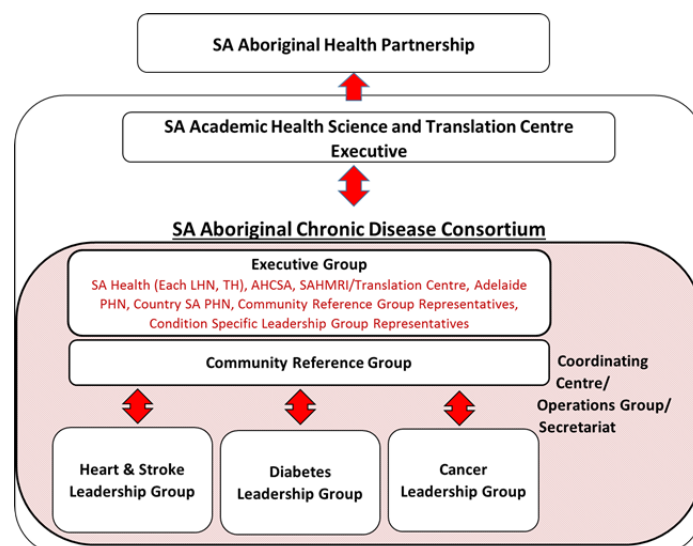 SA Aboriginal Health Partnership
SA Academic Health Science and Translation Centre
Executive
SA Aboriginal Chronic Disease Consortium
Executive Group
SA Health (Each LHN, TH), AHCSA, SAHMRI/Translation Centre, Adelaide
PHN, Country SA PHN, Community Reference Group Representatives,
Condition Specific Leadership Group Representatives
Community Reference Group
Coordinating
Centre/
Operations Group/
Secretariat
Heart & Stroke
Leadership Group
Diabetes
Leadership Group
Cancer
Leadership Group